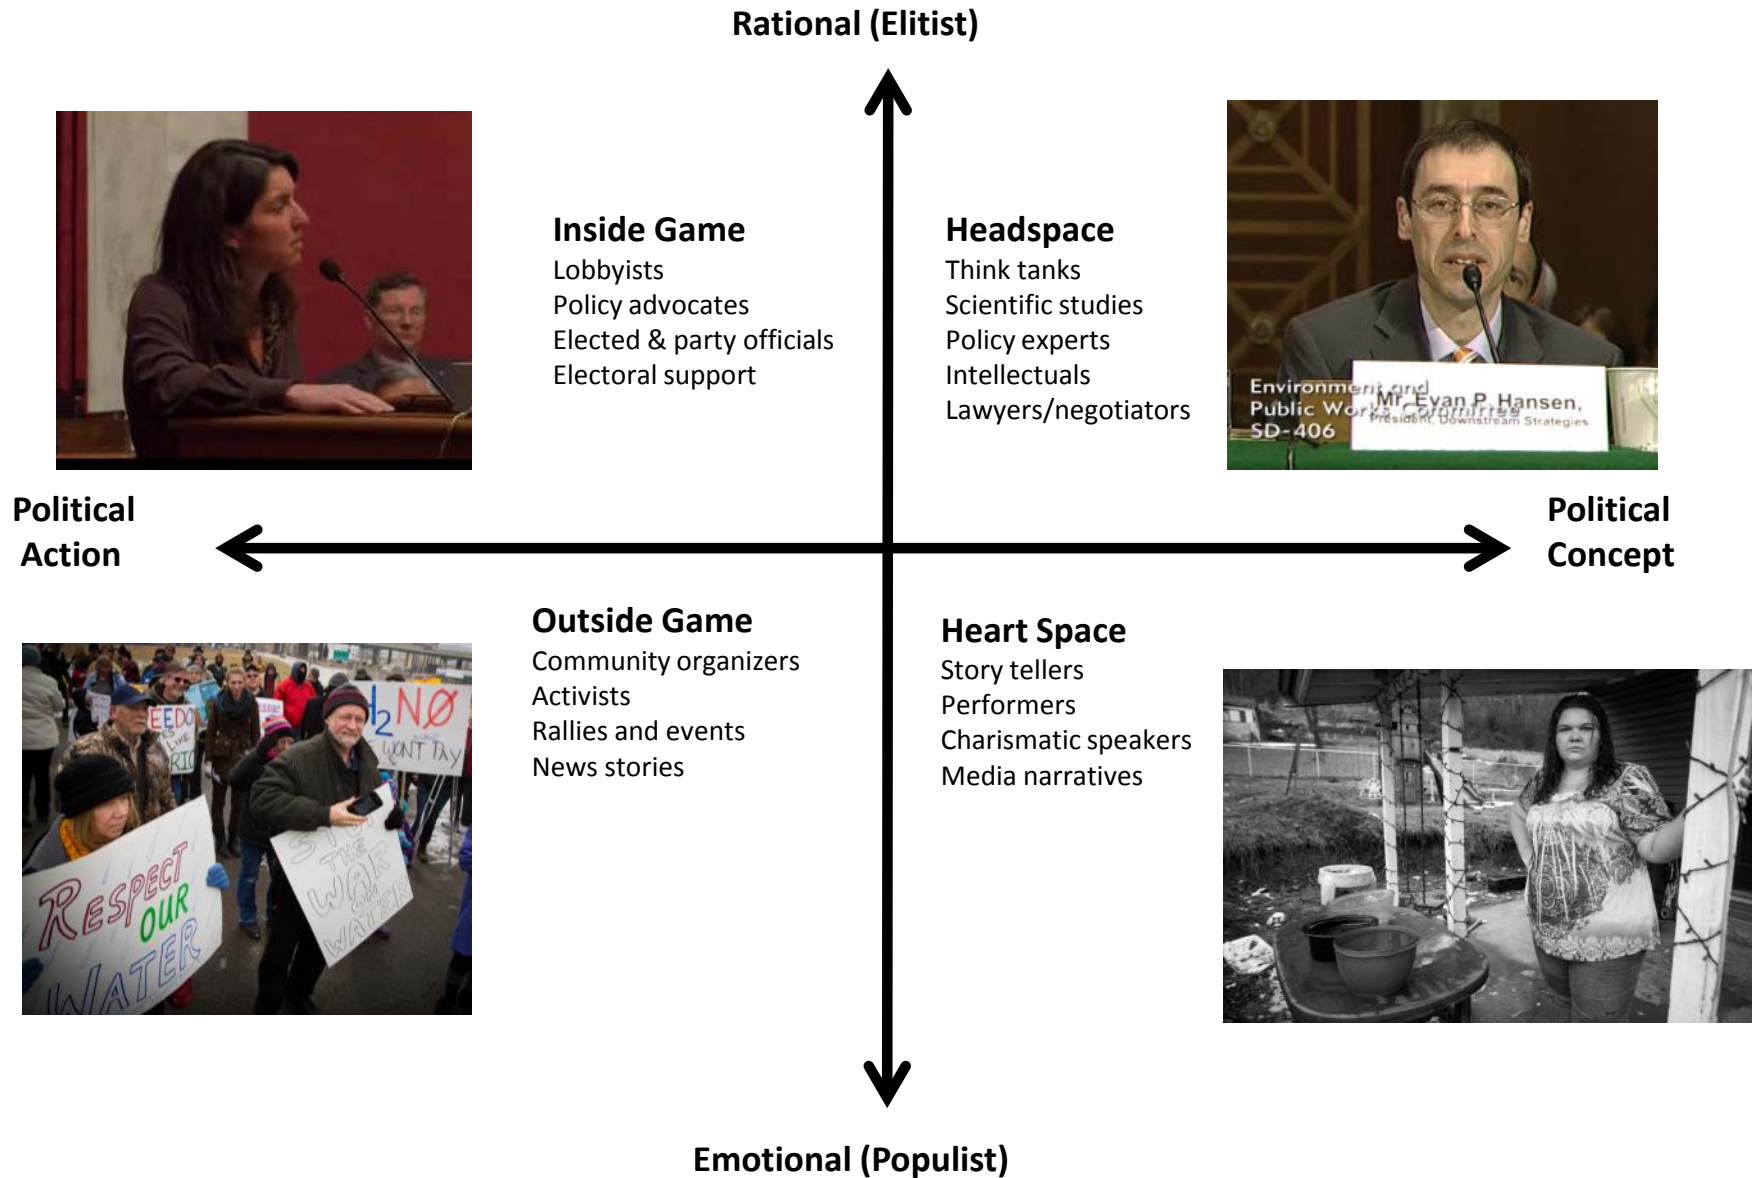 Rational (Elitist)
Inside Game
Lobbyists
Policy advocates
Elected & party officials
Electoral support
Headspace
Think tanks
Scientific studies
Policy experts
Intellectuals
Lawyers/negotiators
Environment and
Public Works Committee
SD-406
Mr. Evan P. Hansen,
President, Downstream Strategies
Political
Action
Political
Concept
Outside Game
Community organizers
Activists
Rallies and events
News stories
Heart Space
Story tellers
Performers
Charismatic speakers
Media narratives
H2NØ
WON'T PAY
LIKE
RESPECT
OUR
WATER
STOP
THE
WAR
ON
WATER
Emotional (Populist)